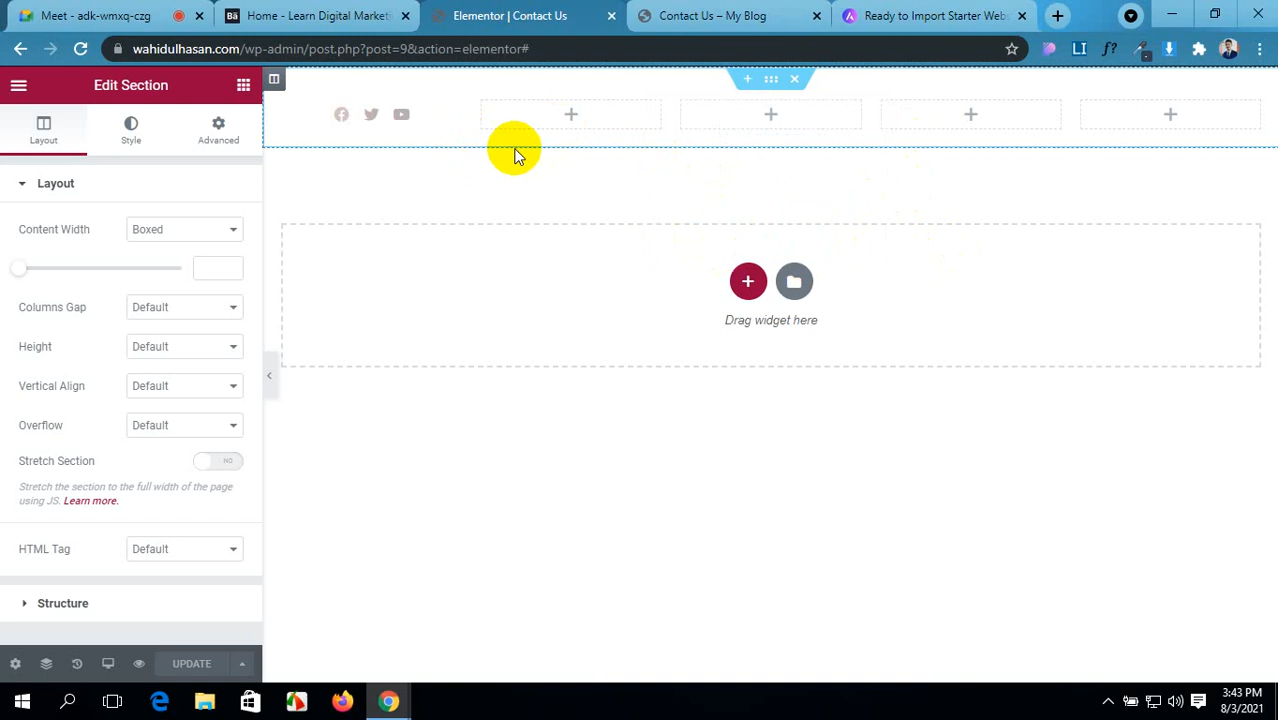 Meet - adk-wmxq-czg
Home - Learn Digital Marketi
Elementor | Contact Us
Contact Us – My Blog
Ready to Import Starter Webs
wahidulhasan.com/wp-admin/post.php?post=9&action=elementor#
Edit Section
Layout
Style
Advanced
Layout
Content Width
Boxed
Columns Gap
Default
Height
Default
Vertical Align
Default
Overflow
Default
Stretch Section
NO
Stretch the section to the full width of the page
using JS. Learn more.
HTML Tag
Default
Structure
UPDATE
Drag widget here
3:43 PM
8/3/2021